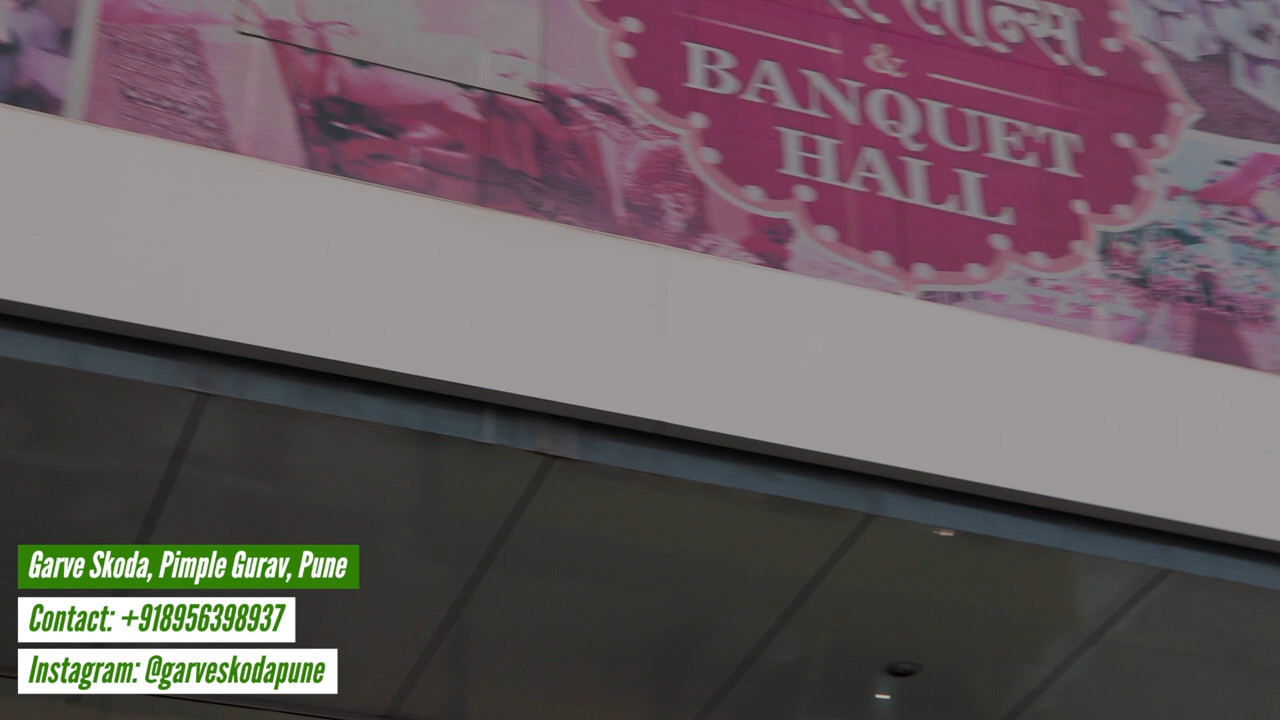 लॉन्स
&
BANQUET
HALL
Garve Skoda, Pimple Gurav, Pune
Contact: +918956398937
Instagram: @garveskodapune